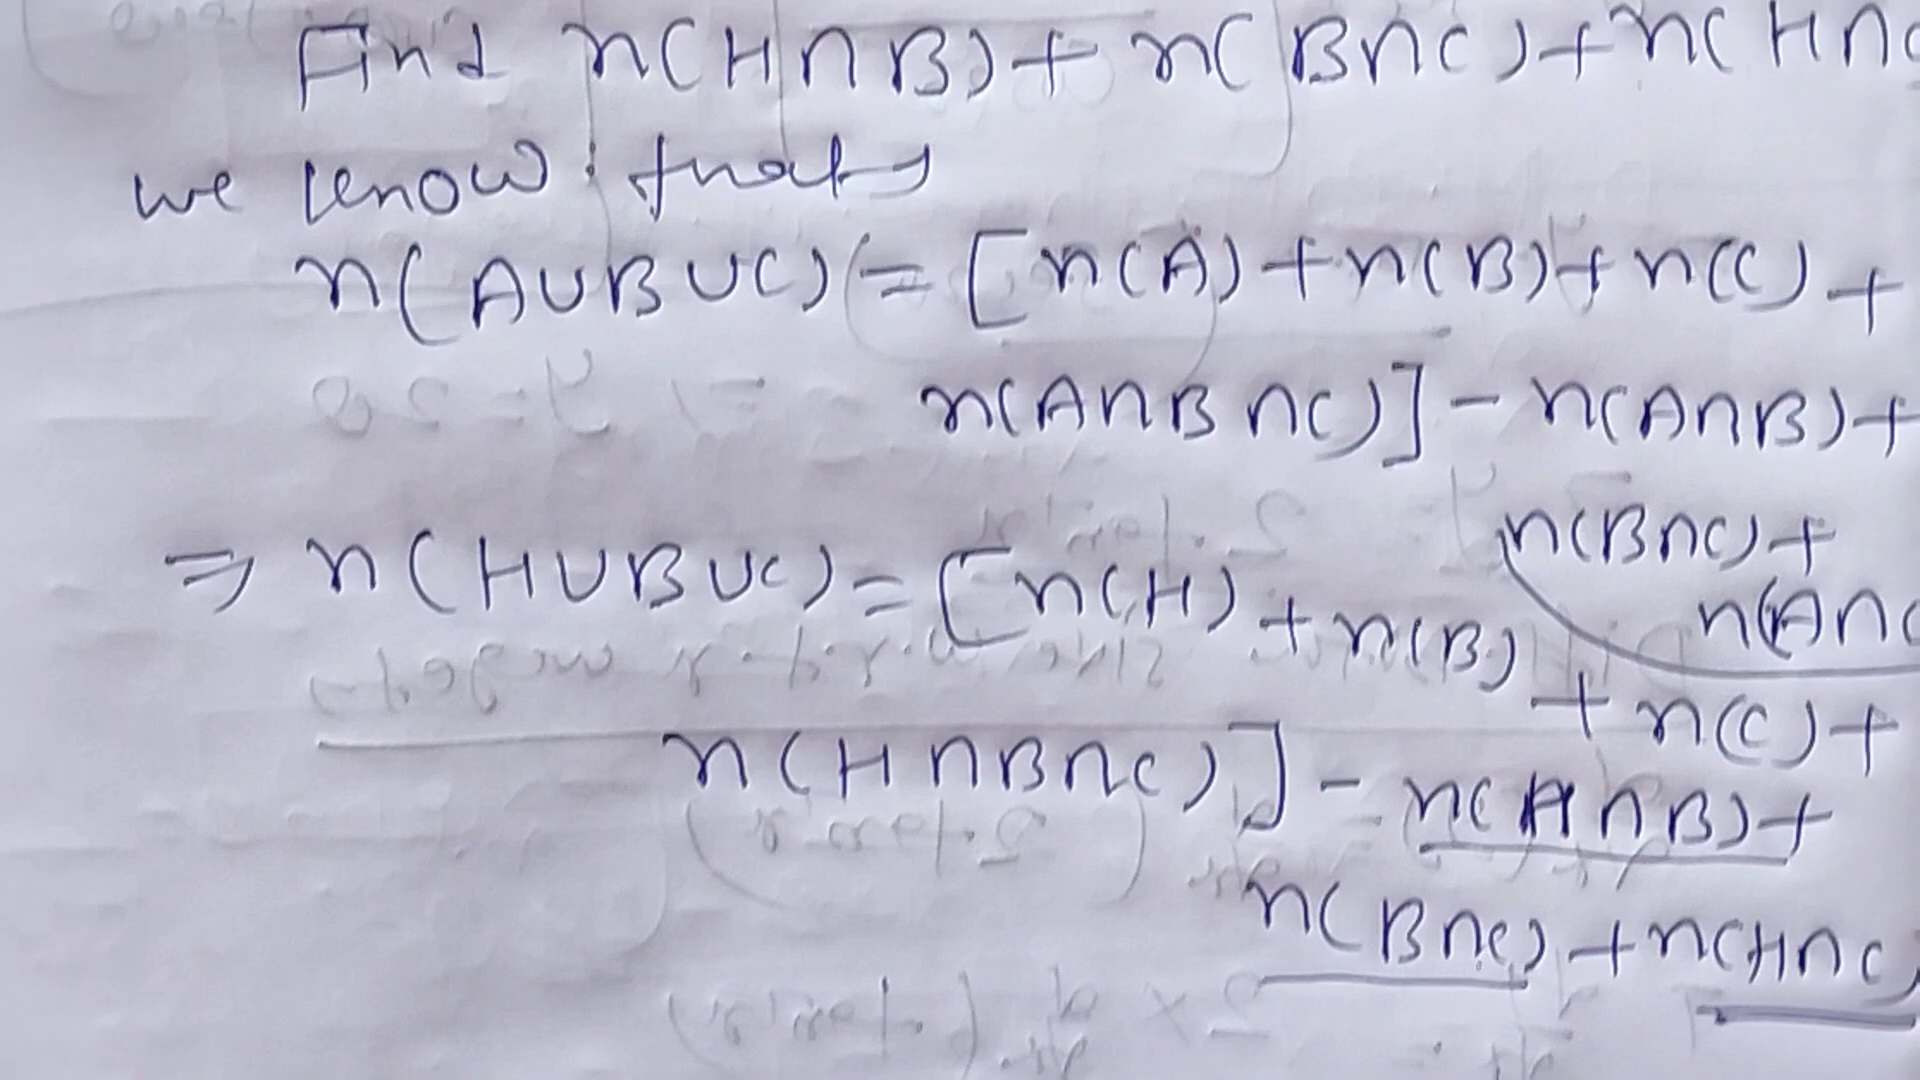 Find n(H∩B)+n(B∩C)+n(H∩C
we know that,
n(A∪B∪C)=[n(A)+n(B)+n(C)+
n(A∩B∩C)]-n(A∩B)+
n(B∩C)+
n(A∩C
⇒ n(H∪B∪C)=[n(H)+n(B)
+n(C)+
n(H∩B∩C)]-n(H∩B)+
n(B∩C)+n(H∩C)